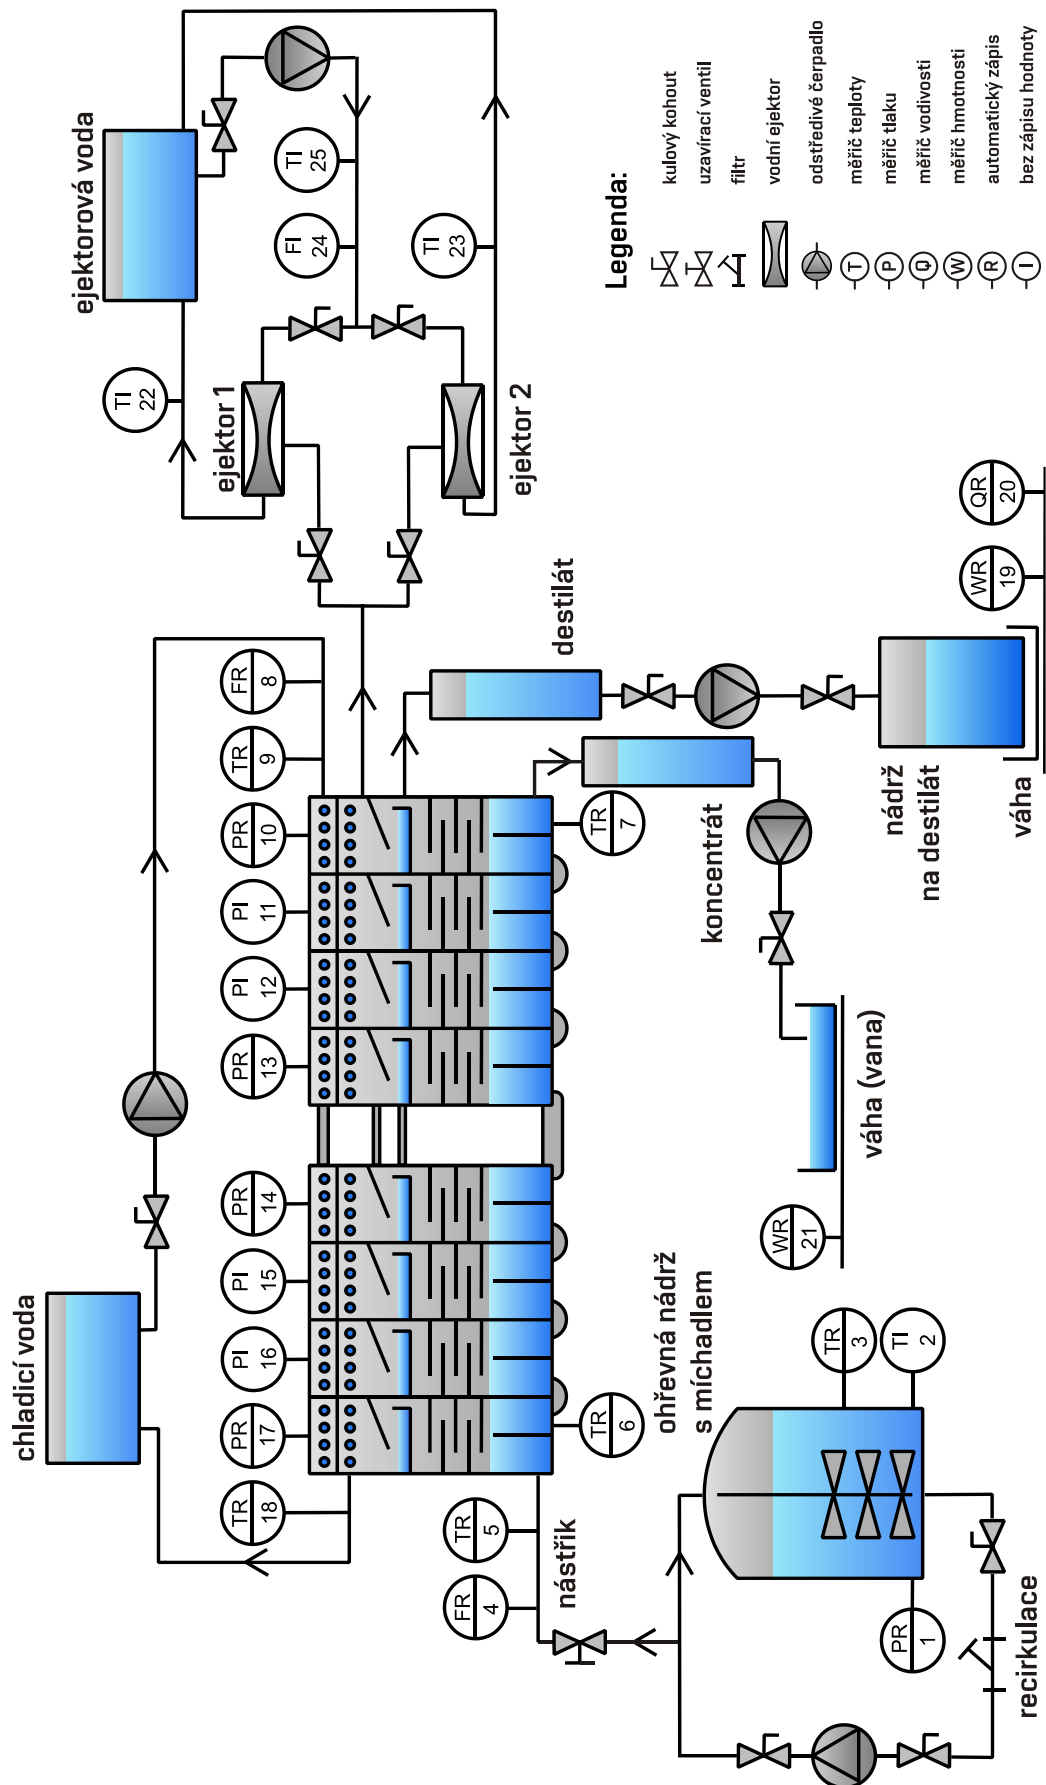 chladicí voda
ejektorová voda
TI
22
TI
25
FI
24
TI
23
ejektor 1
ejektor 2
TR
18
PR
17
PI
16
PI
15
PR
14
PR
13
PI
12
PI
11
PR
10
TR
9
FR
8
FR
4
TR
5
nástřik
TR
6
TR
7
destilát
koncentrát
ohřevná nádrž
s míchadlem
PR
1
TI
2
TR
3
recirkulace
WR
21
váha (vana)
nádrž
na destilát
váha
WR
19
QR
20
Legenda:
kulový kohout
uzavírací ventil
filtr
vodní ejektor
odstředivé čerpadlo
T
měřič teploty
P
měřič tlaku
Q
měřič vodivosti
W
měřič hmotnosti
R
automatický zápis
I
bez zápisu hodnoty